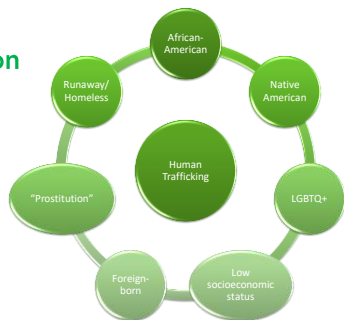 on
African-
American
Runaway/
Homeless
Native
American
Human
Trafficking
“Prostitution”
LGBTQ+
Foreign-
born
Low
socioeconomic
status